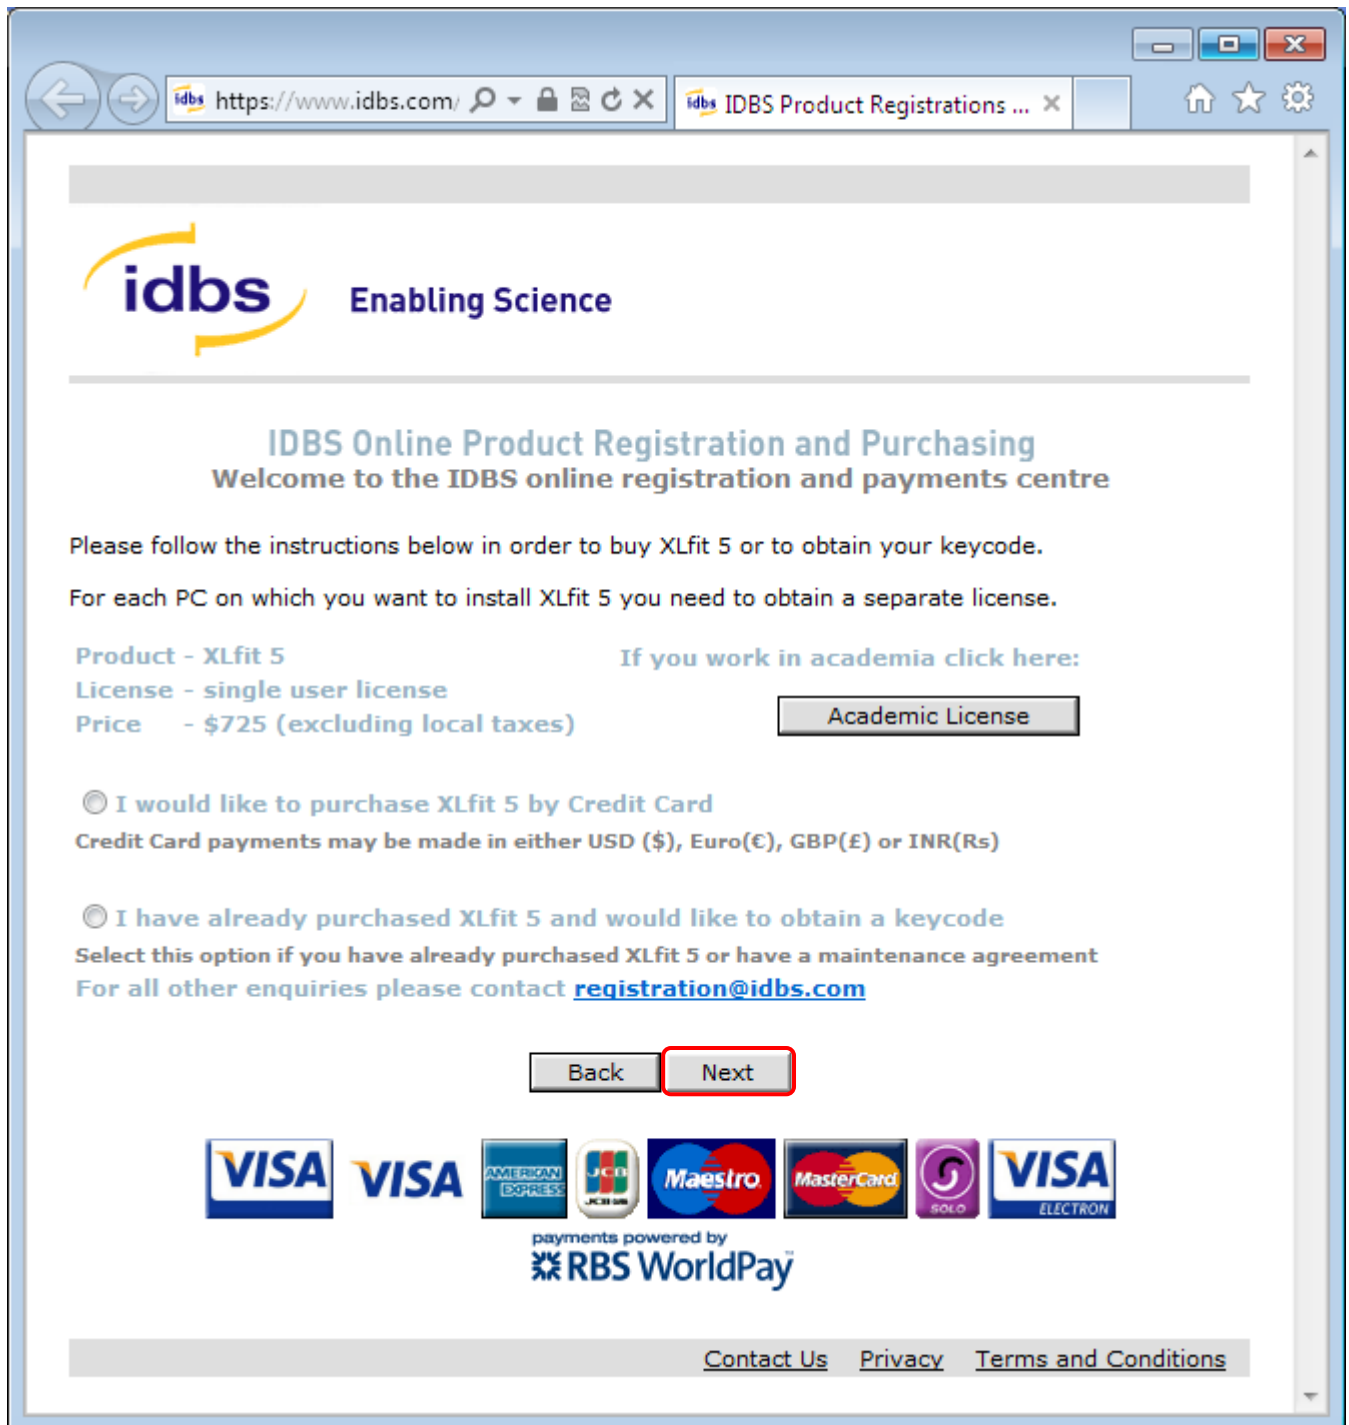 idbs https://www.idbs.com/
idbs IDBS Product Registrations ...
idbs
Enabling Science
IDBS Online Product Registration and Purchasing
Welcome to the IDBS online registration and payments centre
Please follow the instructions below in order to buy XLfit 5 or to obtain your keycode.
For each PC on which you want to install XLfit 5 you need to obtain a separate license.
Product - XLfit 5
License - single user license
Price - $725 (excluding local taxes)
If you work in academia click here:
Academic License
I would like to purchase XLfit 5 by Credit Card
Credit Card payments may be made in either USD ($), Euro(€), GBP(£) or INR(Rs)
I have already purchased XLfit 5 and would like to obtain a keycode
Select this option if you have already purchased XLfit 5 or have a maintenance agreement
For all other enquiries please contact registration@idbs.com
Back Next
VISA VISA AMERICAN EXPRESS JCB Maestro MasterCard SOLO VISA ELECTRON
payments powered by
RBS WorldPay
Contact Us Privacy Terms and Conditions